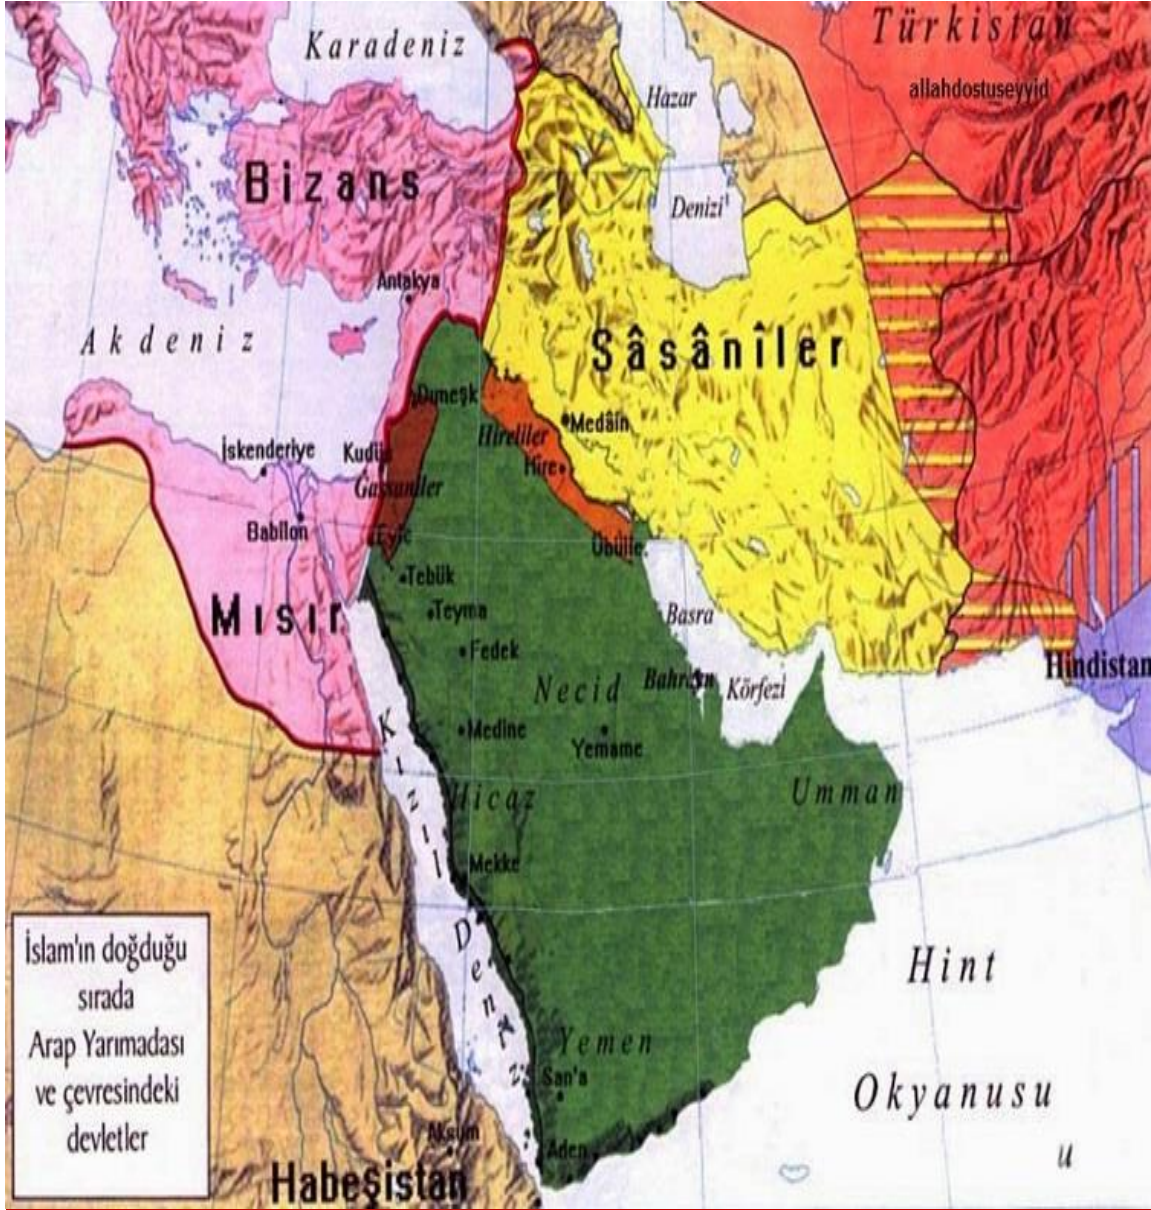 Karadeniz
Türkistan
allahdostuseyyid
Hazar
Denizi
Bizans
Antakya
Akdeniz
Sâsânîler
Dımeşk
Medâin
Hireliler
Hire
İskenderiye
Kudüs
Gassaniler
Babilon
Übülle
Tebük
Mısır
Teyma
Basra
Fedek
Hindistan
Necid
Bahreyn
Körfezi
Medine
Yemame
Kızıl
Hicaz
Umman
Mekke
Deniz
Hint
Yemen
San'a
Okyanusu
u
Aksum
Aden
Habeşistan
İslam'ın doğduğu
sırada
Arap Yarımadası
ve çevresindeki
devletler